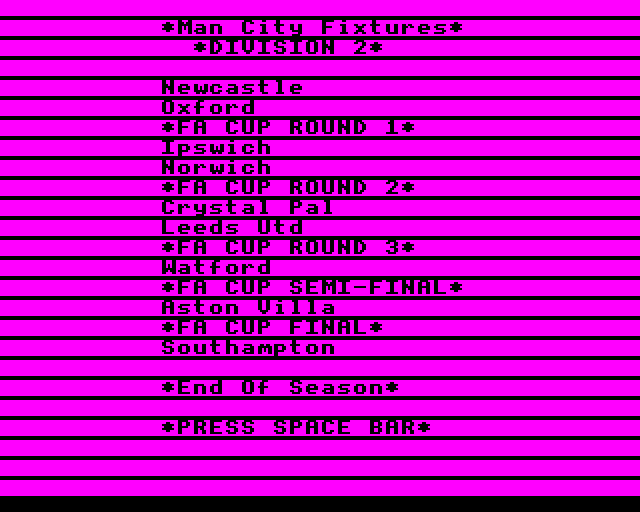 *Man City Fixtures*
*DIVISION 2*
Newcastle
Oxford
*FA CUP ROUND 1*
Ipswich
Norwich
*FA CUP ROUND 2*
Crystal Pal
Leeds Utd
*FA CUP ROUND 3*
Watford
*FA CUP SEMI-FINAL*
Aston Villa
*FA CUP FINAL*
Southampton
*End Of Season*
*PRESS SPACE BAR*